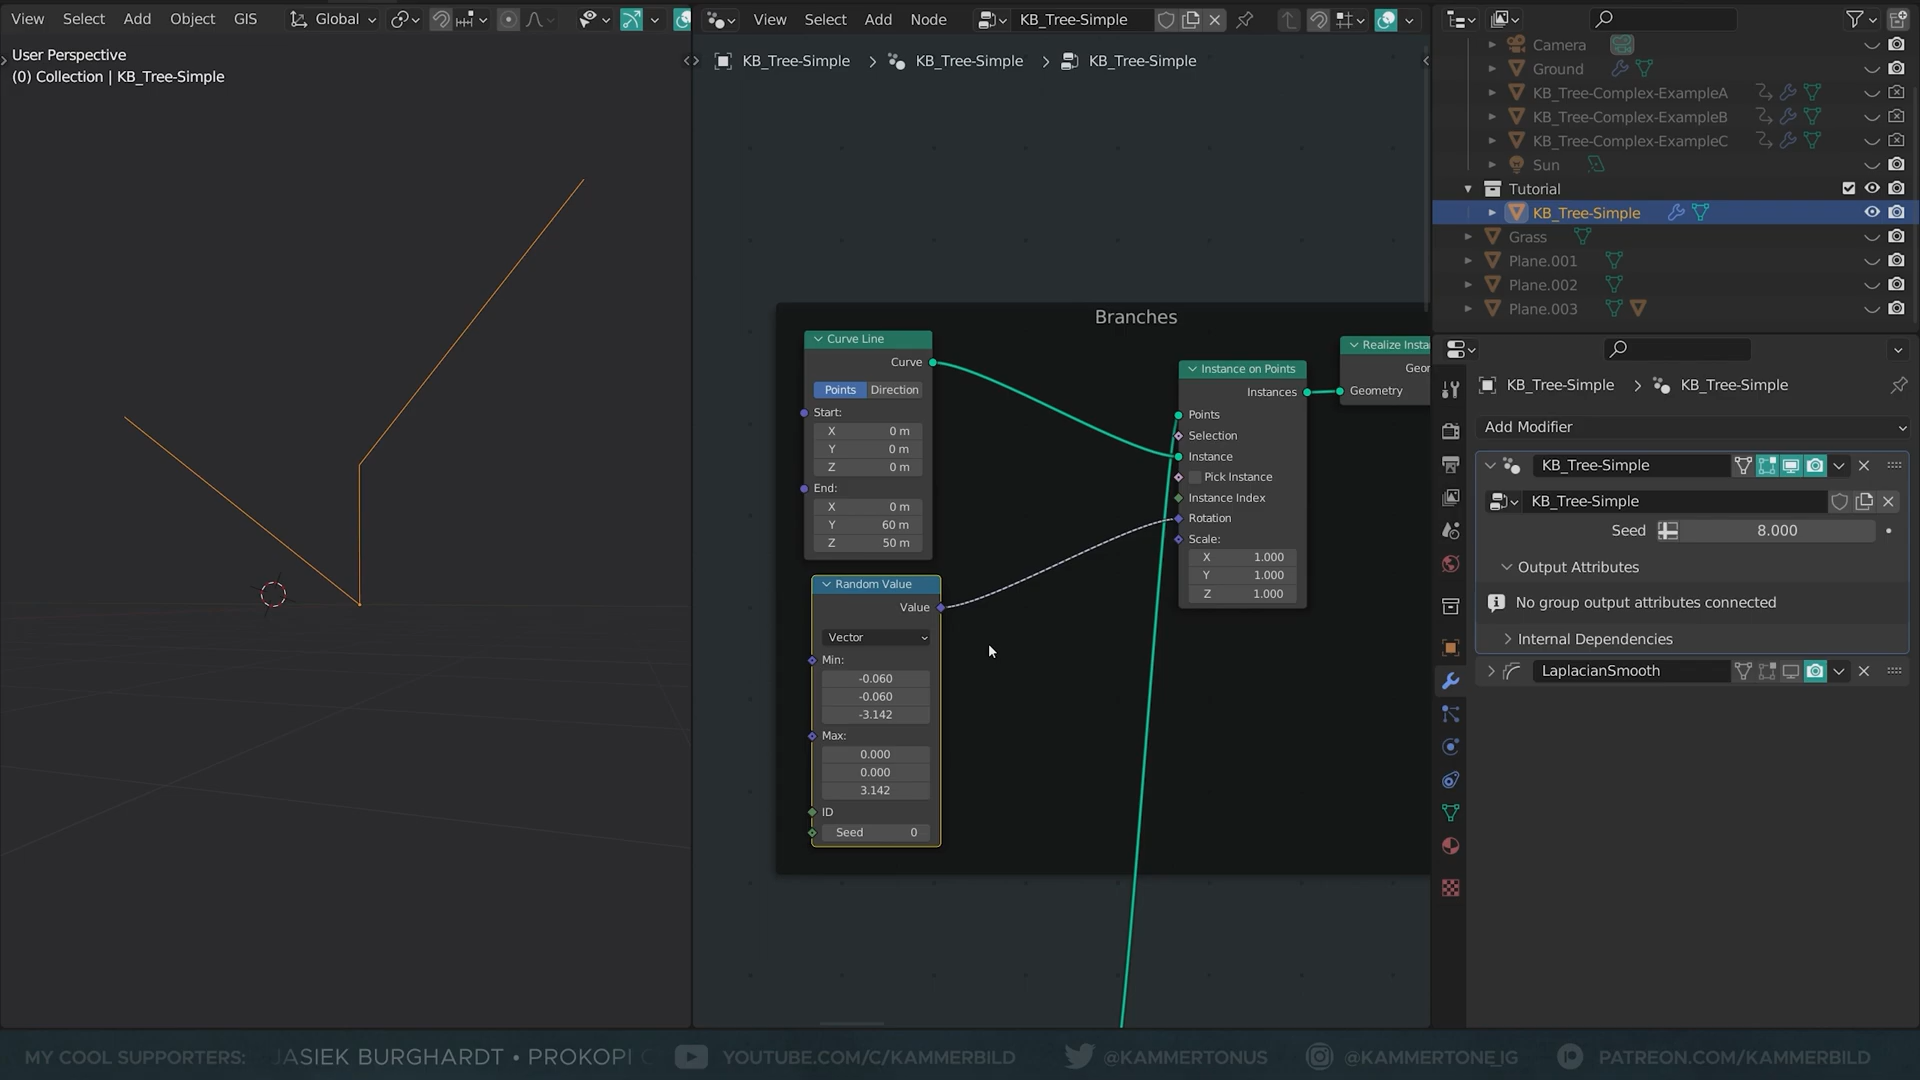 View Select Add Object GIS Global
User Perspective
(0) Collection | KB_Tree-Simple
View Select Add Node KB_Tree-Simple
KB_Tree-Simple > KB_Tree-Simple > KB_Tree-Simple
Branches
Curve Line
Curve
Points Direction
Start:
X 0 m
Y 0 m
Z 0 m
End:
X 0 m
Y 60 m
Z 50 m
Random Value
Value
Vector
Min:
-0.060
-0.060
-3.142
Max:
0.000
0.000
3.142
ID
Seed 0
Instance on Points
Instances
Points
Selection
Instance
Pick Instance
Instance Index
Rotation
Scale:
X 1.000
Y 1.000
Z 1.000
Realize Insta
Geor
Geometry
Camera
Ground
KB_Tree-Complex-ExampleA
KB_Tree-Complex-ExampleB
KB_Tree-Complex-ExampleC
Sun
Tutorial
KB_Tree-Simple
Grass
Plane.001
Plane.002
Plane.003
KB_Tree-Simple > KB_Tree-Simple
Add Modifier
KB_Tree-Simple
KB_Tree-Simple
Seed 8.000
Output Attributes
No group output attributes connected
Internal Dependencies
LaplacianSmooth
MY COOL SUPPORTERS: JASIEK BURGHARDT • PROKOPI YOUTUBE.COM/C/KAMMERBILD @KAMMERTONUS @KAMMERTONE_IG PATREON.COM/KAMMERBILD